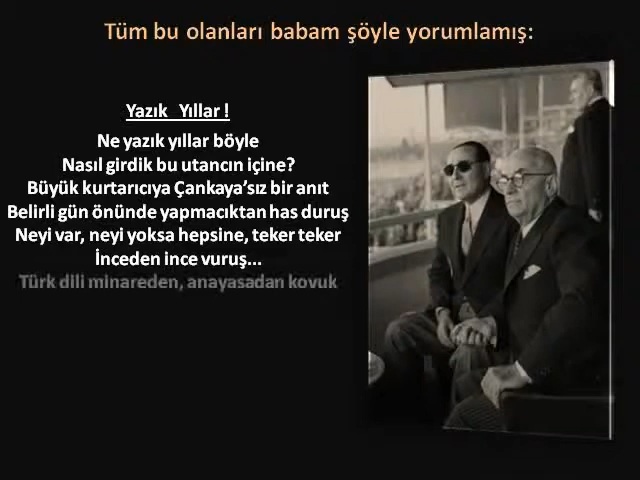 Tüm bu olanları babam şöyle yorumlamış:
Yazık Yıllar !
Ne yazık yıllar böyle
Nasıl girdik bu utancın içine?
Büyük kurtarıcıya Çankaya’sız bir anıt
Belirli gün önünde yapmacıktan has duruş
Neyi var, neyi yoksa hepsine, teker teker
İnceden ince vuruş...
Türk dili minareden, anayasadan kovuk